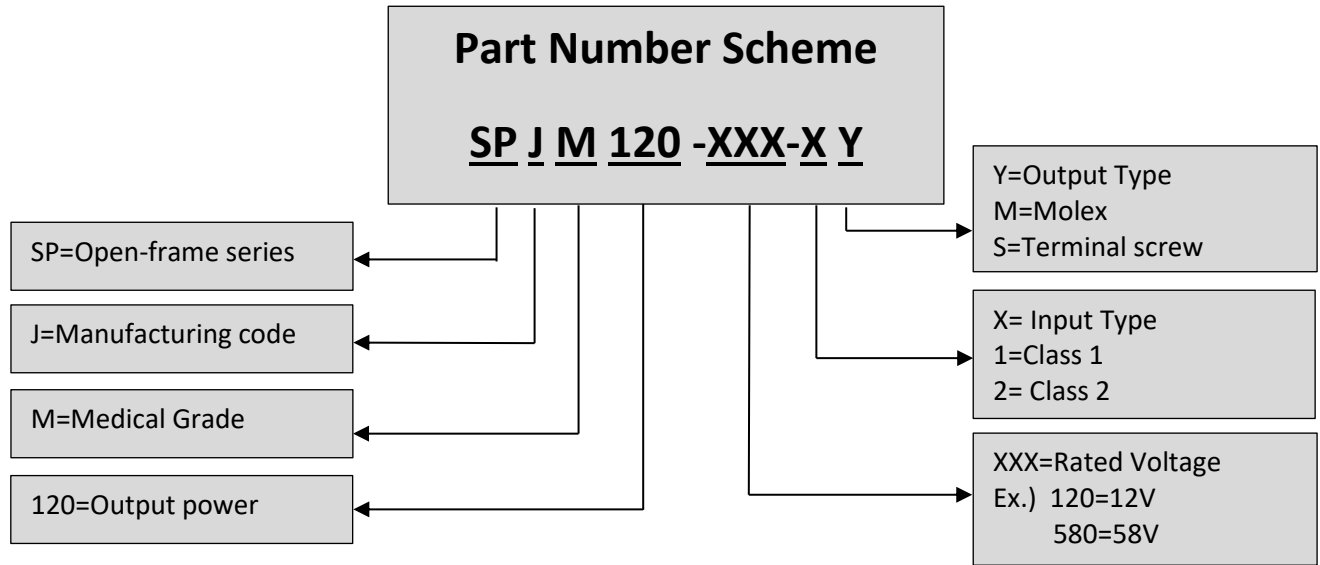 Part Number Scheme
SP J M 120 -XXX-X Y
SP=Open-frame series
J=Manufacturing code
M=Medical Grade
120=Output power
Y=Output Type
M=Molex
S=Terminal screw
X= Input Type
1=Class 1
2= Class 2
XXX=Rated Voltage
Ex.) 120=12V
580=58V